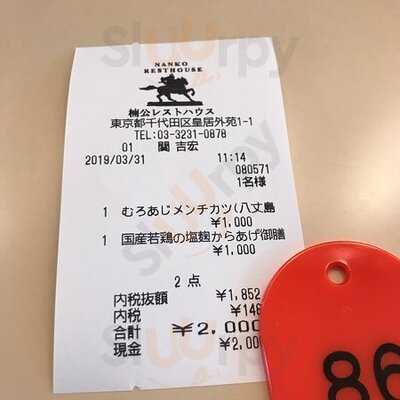 NANKO
RESTHOUSE
楠公レストハウス
東京都千代田区皇居外苑1-1
TEL:03-3231-0878
01 関 吉宏
2019/03/31 11:14
080571
1名様
1 むろあじメンチカツ(八丈島
¥1,000
1 国産若鶏の塩麹からあげ御膳
¥1,000
2 点
内税抜額 ¥1,852
内税 ¥148
合計 ¥2,000
現金 ¥2,000
86
Sluurpy